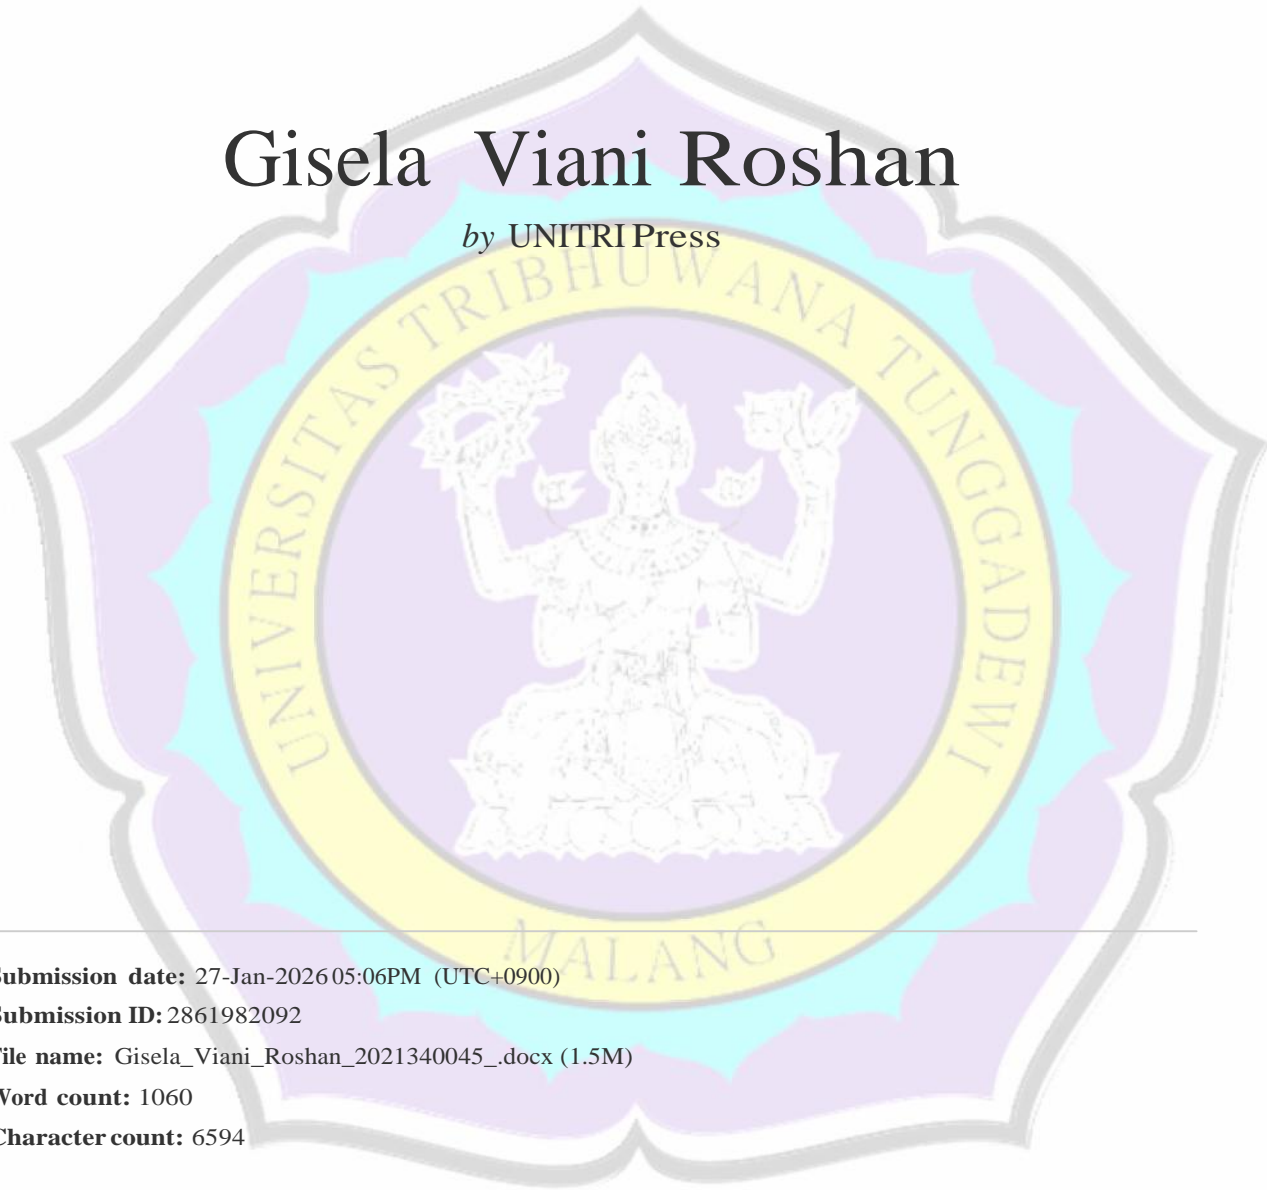 Gisela Viani Roshan
by UNITRI Press
UNIVERSITAS TRIBHUWANA TUNGGADEWI
MALANG
Submission date: 27-Jan-2026 05:06PM (UTC+0900)
Submission ID: 2861982092
File name: Gisela_Viani_Roshan_2021340045_.docx (1.5M)
Word count: 1060
Character count: 6594